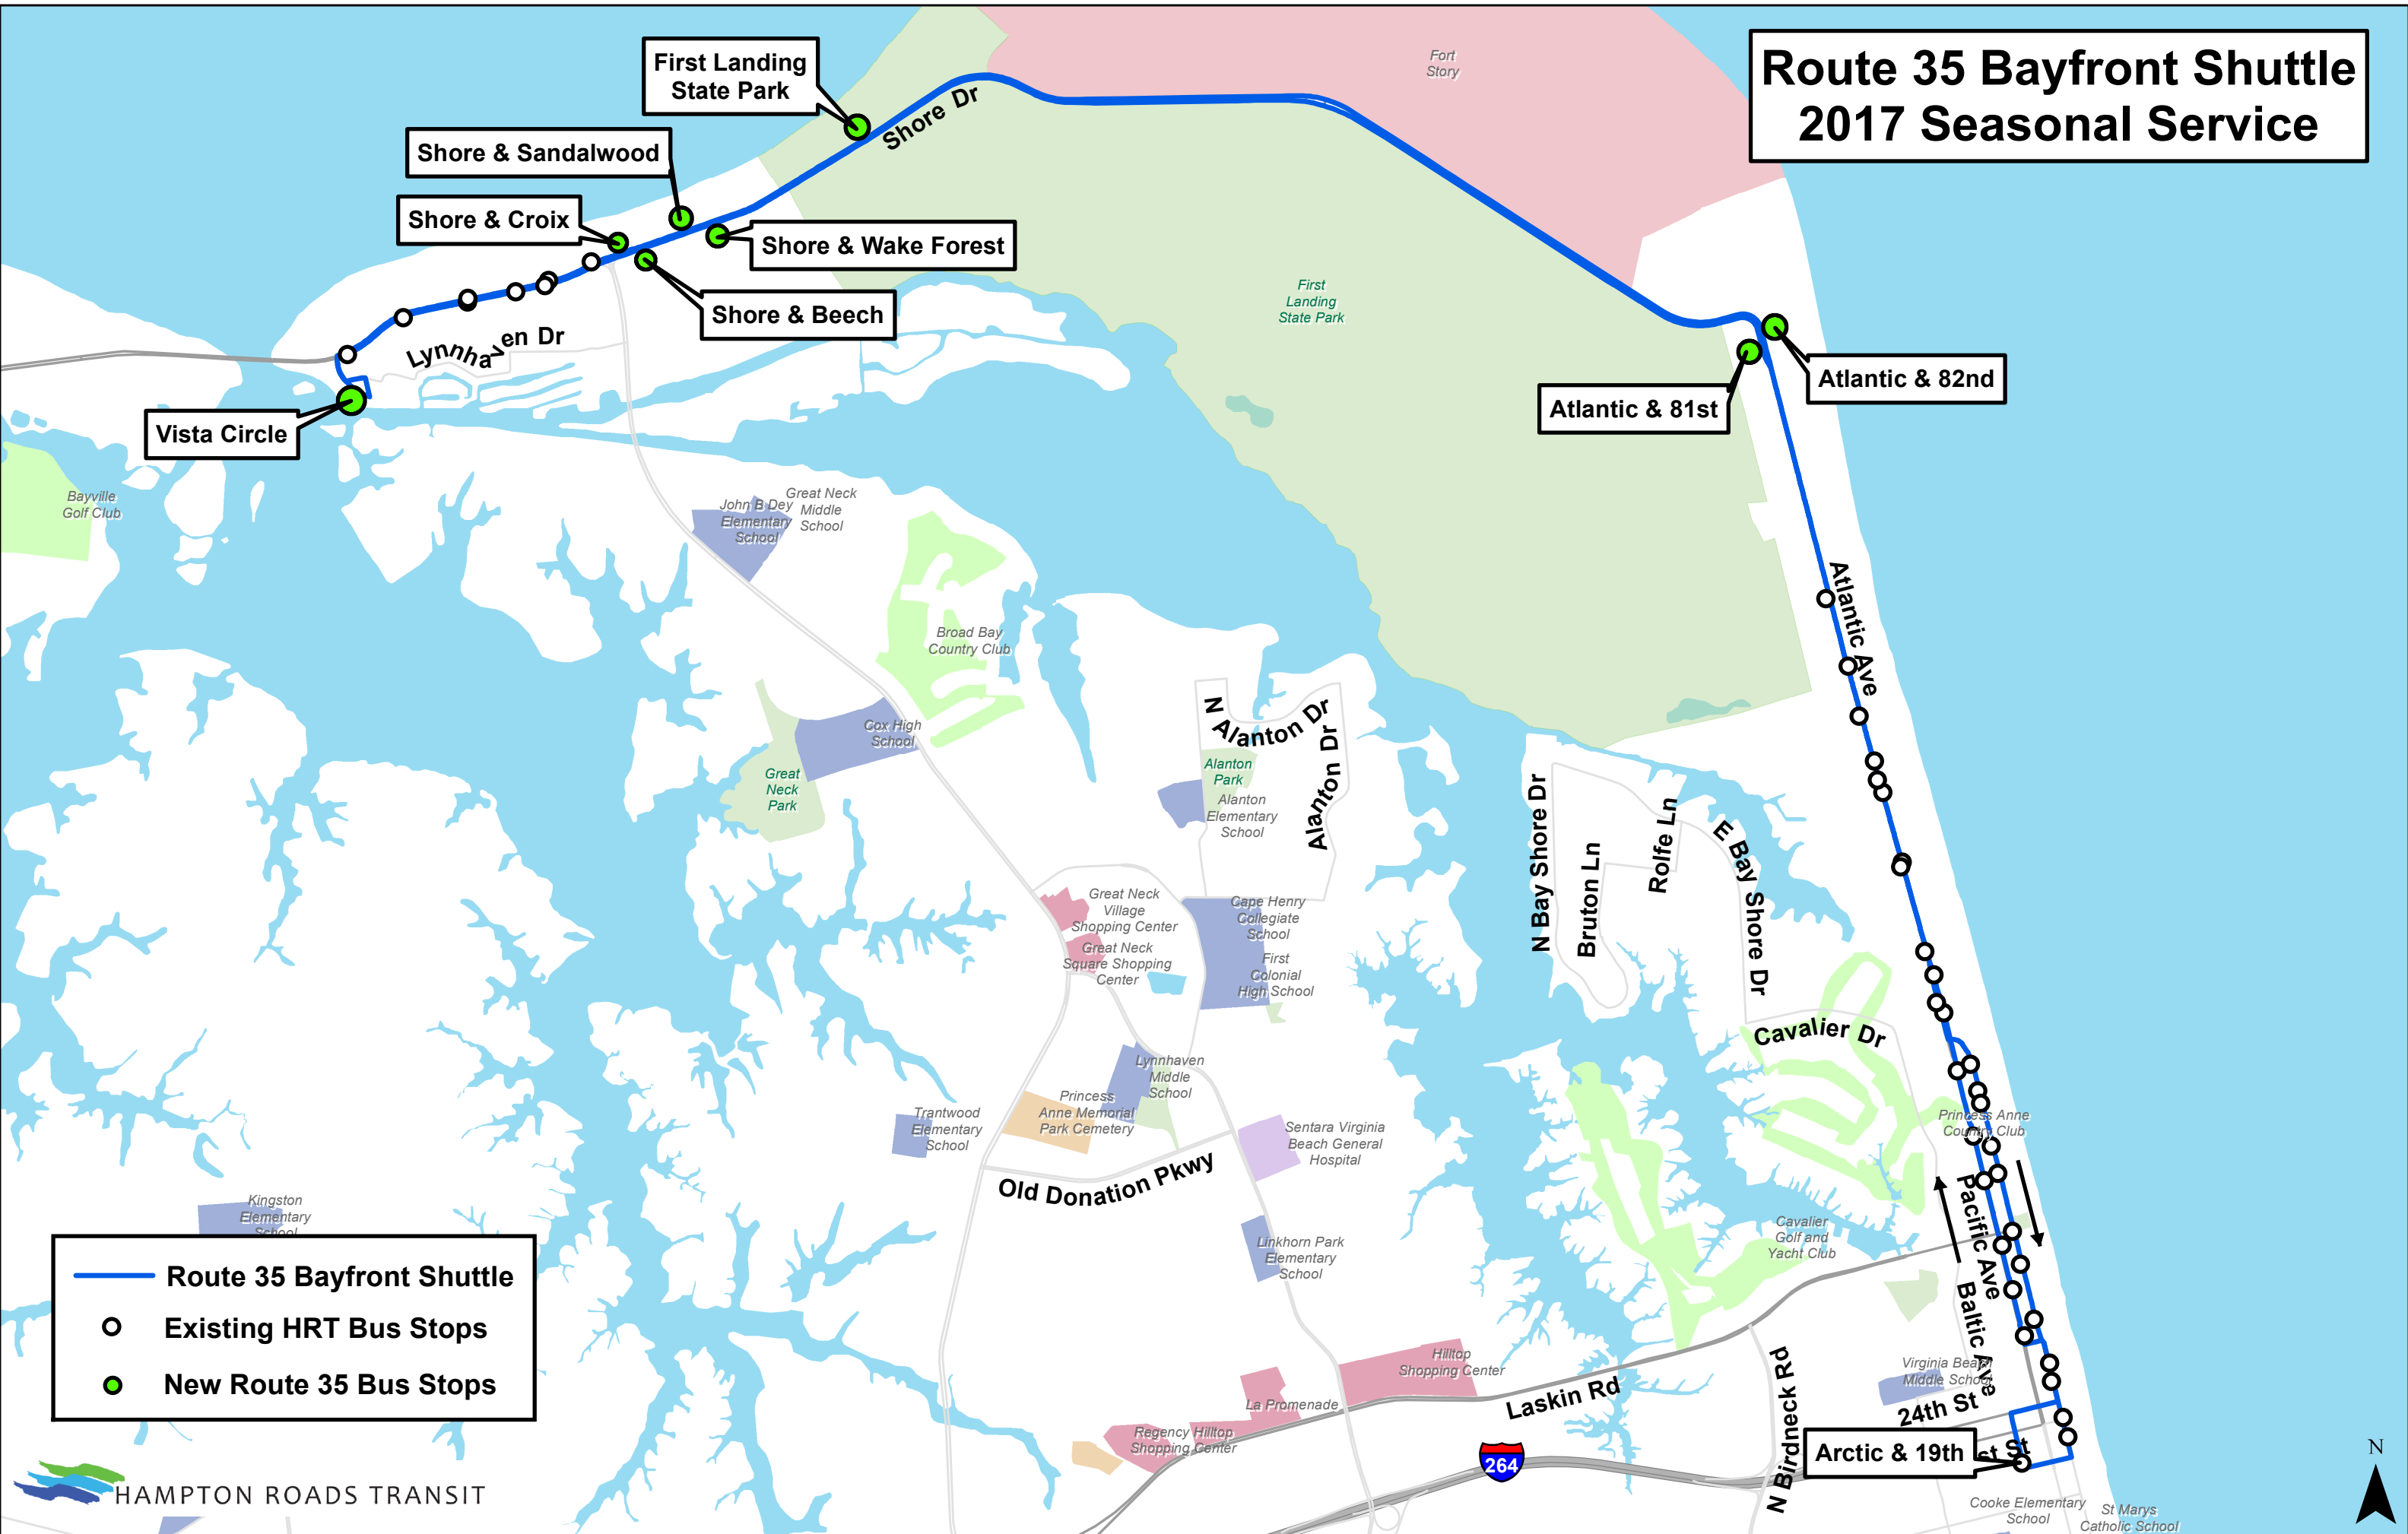 Route 35 Bayfront Shuttle
2017 Seasonal Service
Fort
Story
First Landing
State Park
Shore Dr
Shore & Sandalwood
Shore & Croix
Shore & Wake Forest
Shore & Beech
Lynnhaven Dr
Vista Circle
First
Landing
State Park
Atlantic & 82nd
Atlantic & 81st
Bayville
Golf Club
John B Dey
Elementary
School
Great Neck
Middle
School
Atlantic Ave
Broad Bay
Country Club
Cox High
School
Great
Neck
Park
N Alanton Dr
Alanton Dr
Alanton
Park
Alanton
Elementary
School
N Bay Shore Dr
Bruton Ln
Rolfe Ln
E Bay Shore Dr
Great Neck
Village
Shopping Center
Great Neck
Square Shopping
Center
Cape Henry
Collegiate
School
First
Colonial
High School
Cavalier Dr
Lynnhaven
Middle
School
Princess
Anne Memorial
Park Cemetery
Trantwood
Elementary
School
Sentara Virginia
Beach General
Hospital
Princess Anne
Country Club
Old Donation Pkwy
Pacific Ave
Kingston
Elementary
School
Linkhorn Park
Elementary
School
Cavalier
Golf and
Yacht Club
Baltic Ave
Route 35 Bayfront Shuttle
Existing HRT Bus Stops
New Route 35 Bus Stops
Hilltop
Shopping Center
La Promenade
Regency Hilltop
Shopping Center
Laskin Rd
N Birdneck Rd
Virginia Beach
Middle School
24th St
Arctic & 19th
st St
264
HAMPTON ROADS TRANSIT
Cooke Elementary
School
St Marys
Catholic School
N